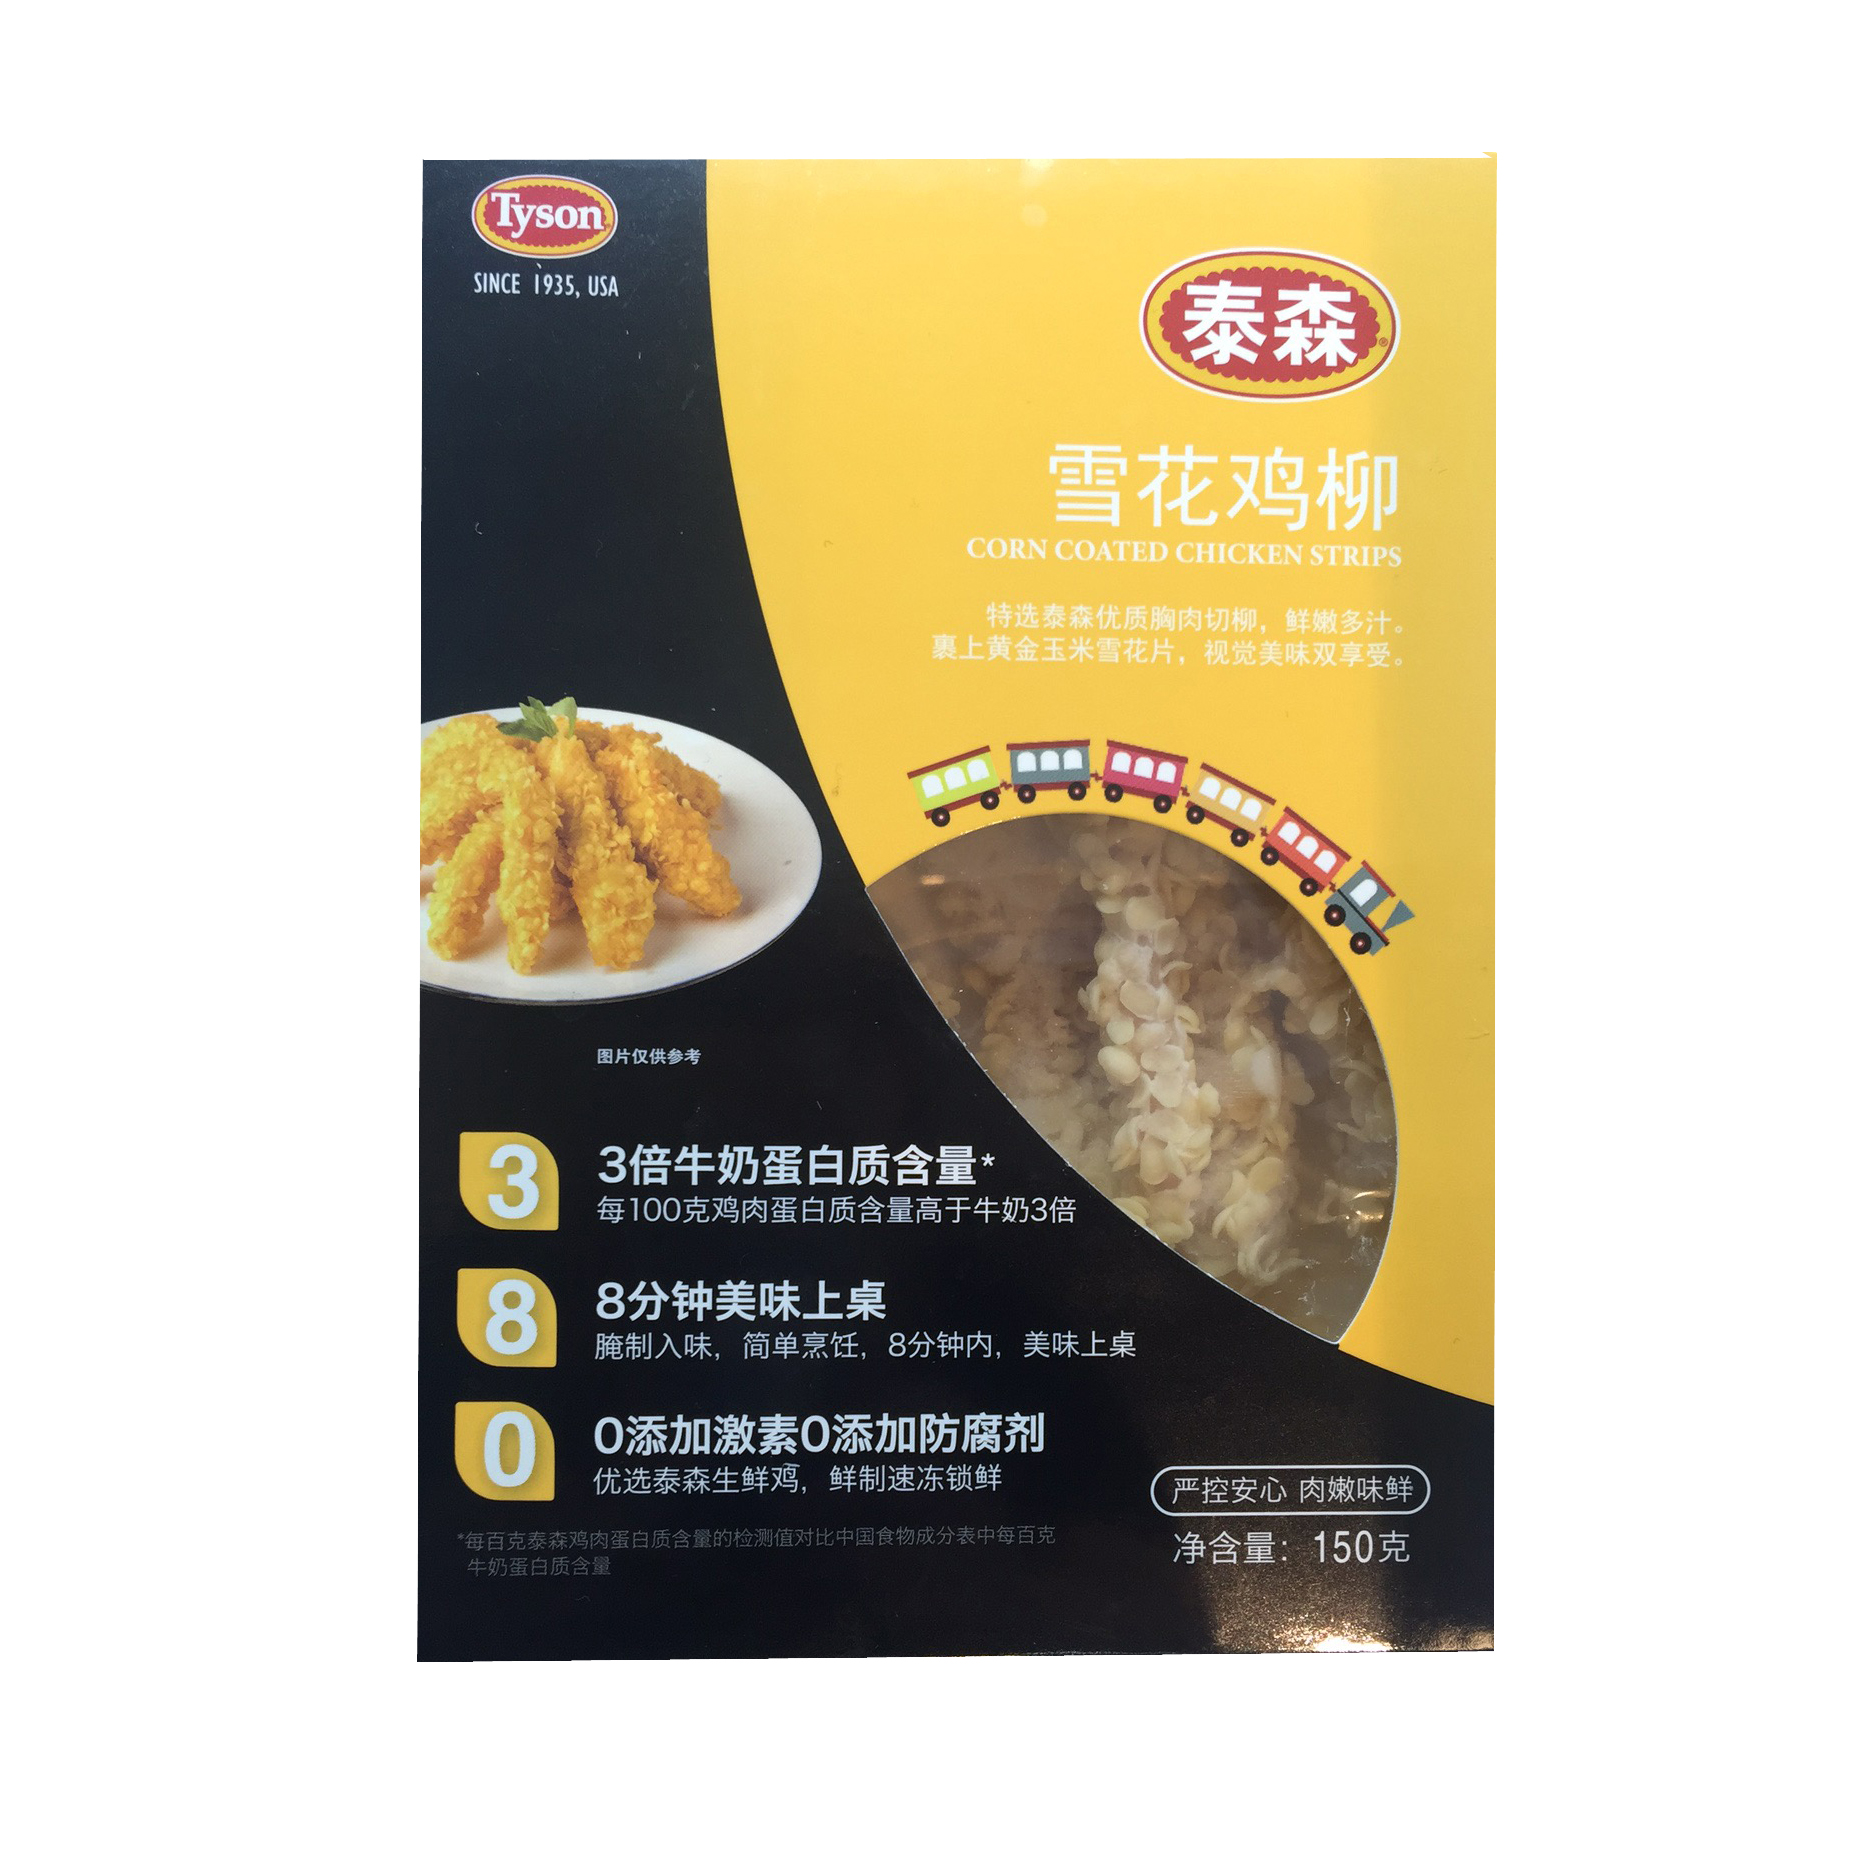 Tyson
SINCE 1935, USA
泰森
雪花鸡柳
CORN COATED CHICKEN STRIPS
特选泰森优质胸肉切柳，鲜嫩多汁。
裹上黄金玉米雪花片，视觉美味双享受。
图片仅供参考
3
3倍牛奶蛋白质含量*
每100克鸡肉蛋白质含量高于牛奶3倍
8
8分钟美味上桌
腌制入味，简单烹饪，8分钟内，美味上桌
0
0添加激素0添加防腐剂
优选泰森生鲜鸡，鲜制速冻锁鲜
*每百克泰森鸡肉蛋白质含量的检测值对比中国食物成分表中每百克
牛奶蛋白质含量
严控安心 肉嫩味鲜
净含量：150克